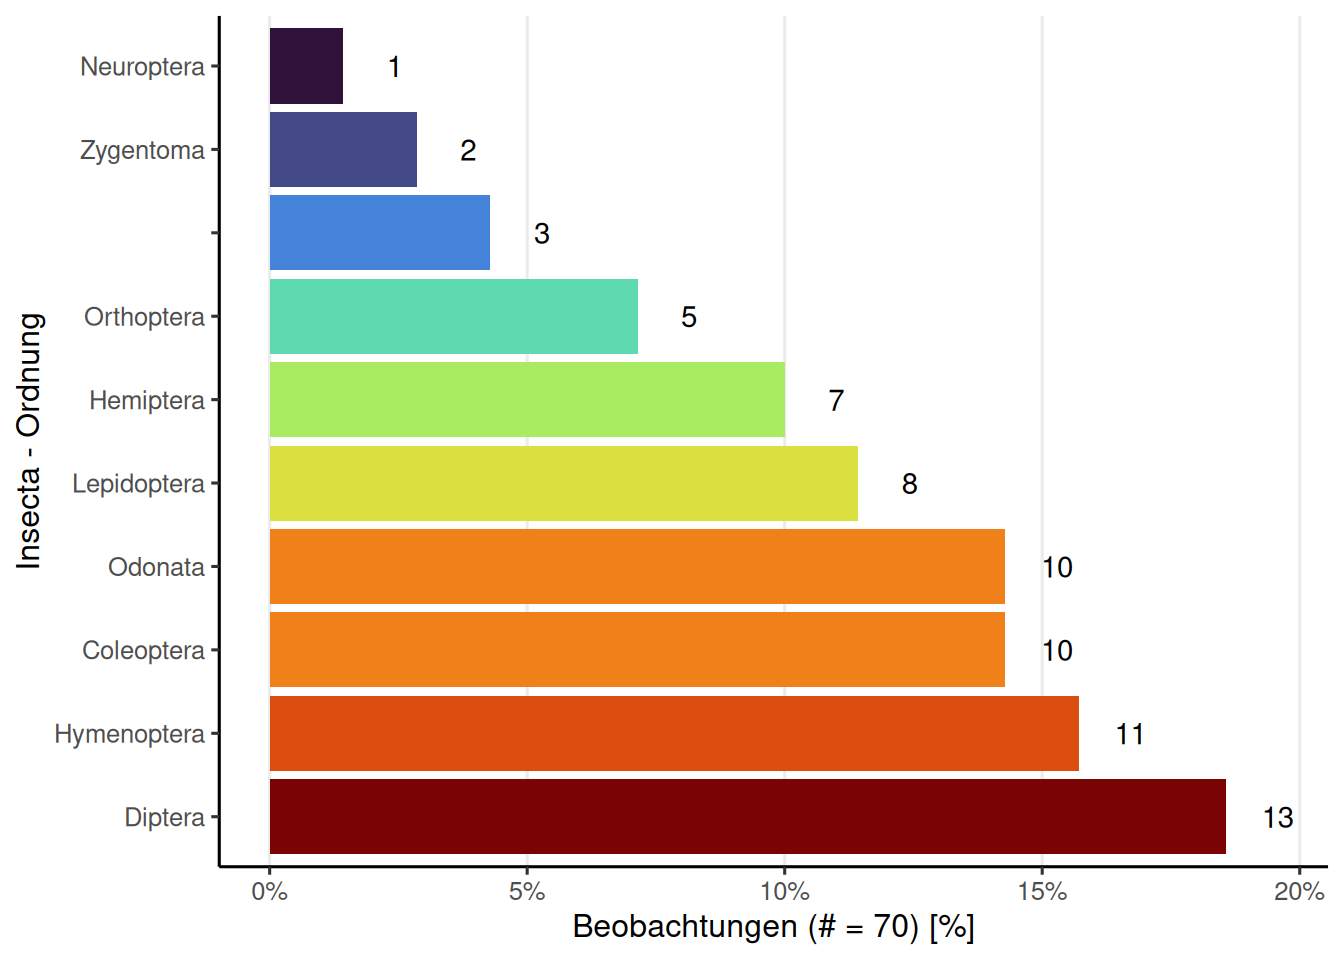 Neuroptera 1
Zygentoma 2
3
Orthoptera 5
Hemiptera 7
Lepidoptera 8
Odonata 10
Coleoptera 10
Hymenoptera 11
Diptera 13
0% 5% 10% 15% 20%
Beobachtungen (# = 70) [%]
Insecta - Ordnung